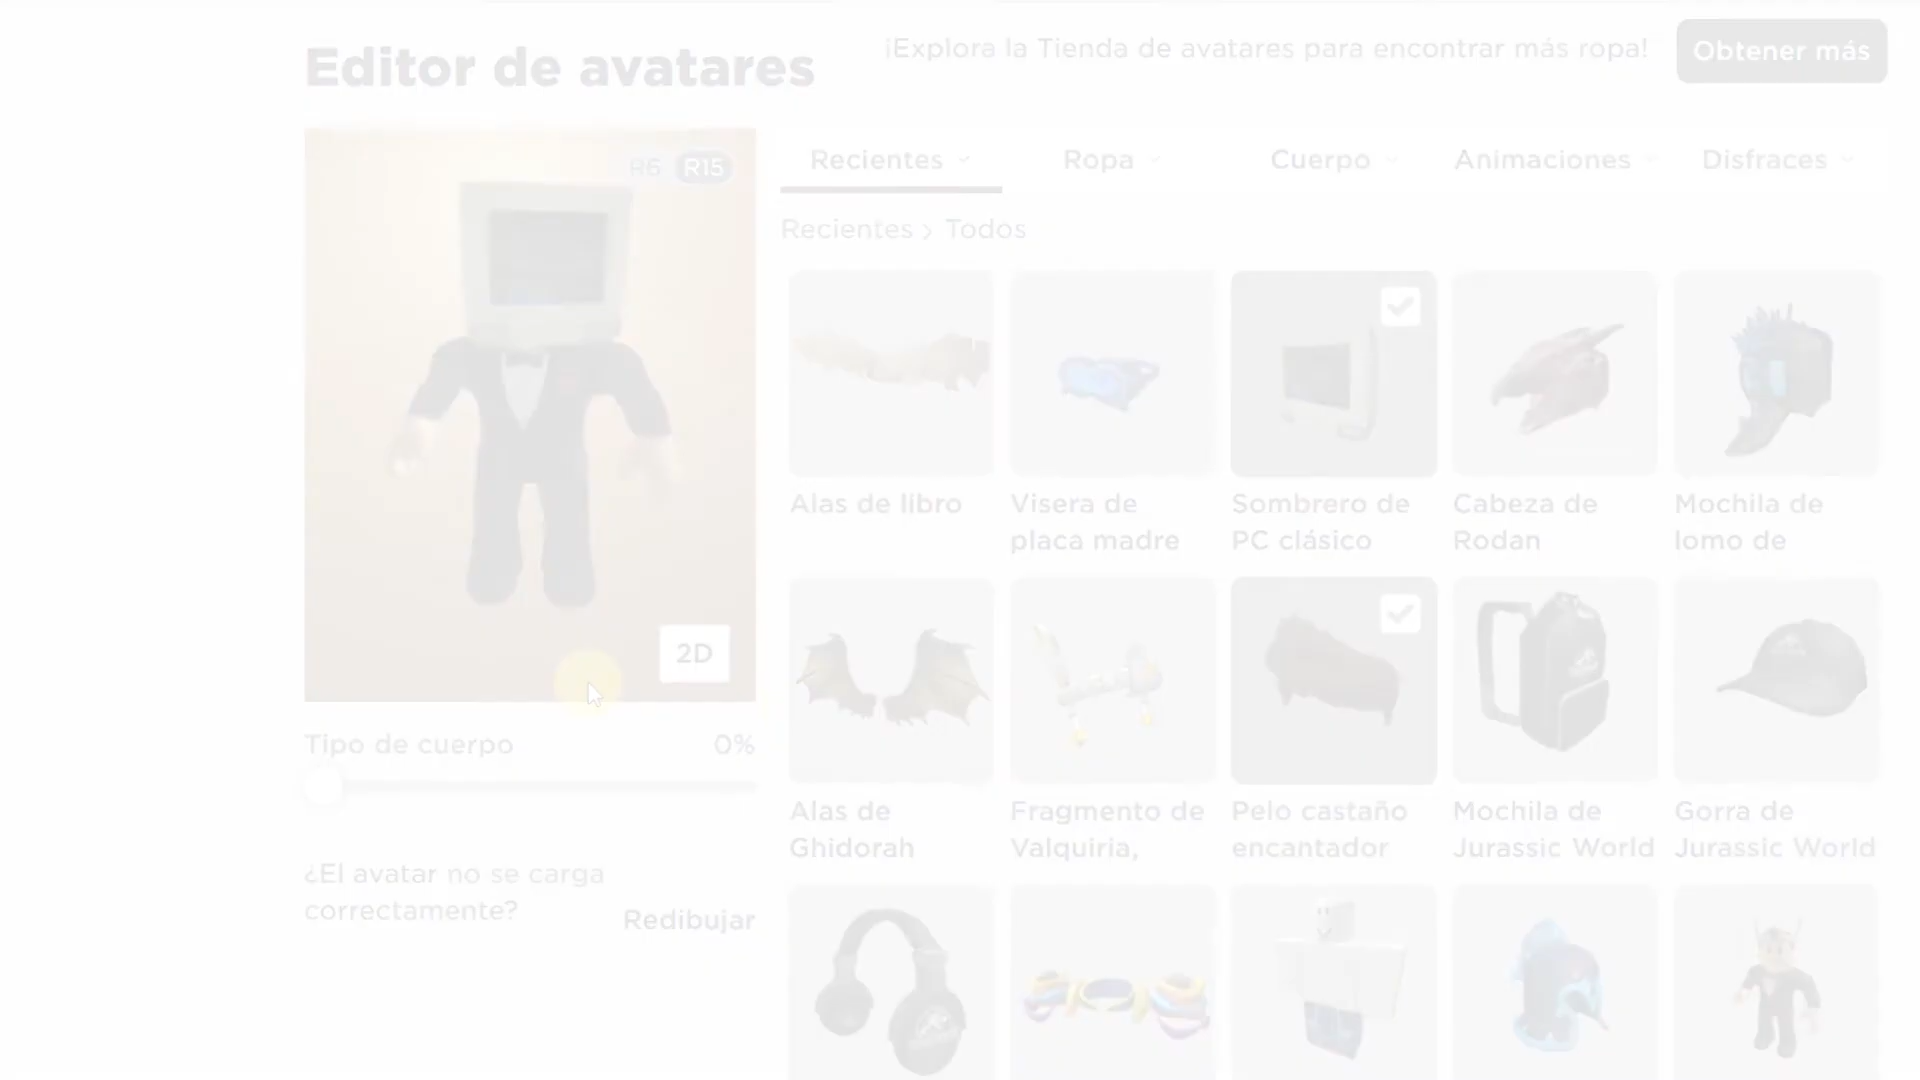 Editor de avatares
¡Explora la Tienda de avatares para encontrar más ropa!
Obtener más
R6 R15
Recientes
Ropa
Cuerpo
Animaciones
Disfraces
Recientes > Todos
Alas de libro
Visera de
placa madre
Sombrero de
PC clásico
Cabeza de
Rodan
Mochila de
lomo de
2D
Tipo de cuerpo
0%
Alas de
Ghidorah
Fragmento de
Valquiria,
Pelo castaño
encantador
Mochila de
Jurassic World
Gorra de
Jurassic World
¿El avatar no se carga
correctamente?
Redibujar